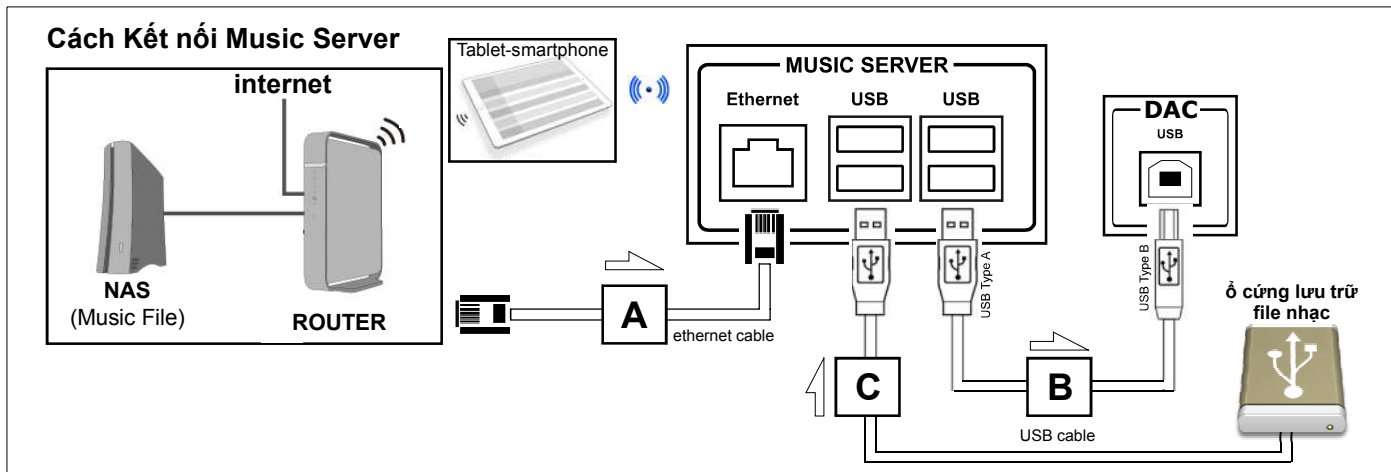 Cách Kết nối Music Server
internet
NAS
(Music File)
ROUTER
Tablet-smartphone
MUSIC SERVER
Ethernet
USB
USB
DAC
USB
A
ethernet cable
USB Type A
USB Type B
C
B
USB cable
ổ cứng lưu trữ
file nhạc